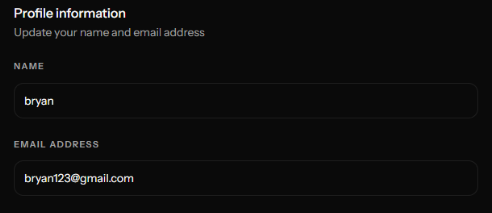 Profile information
Update your name and email address
NAME
bryan
EMAIL ADDRESS
bryan123@gmail.com